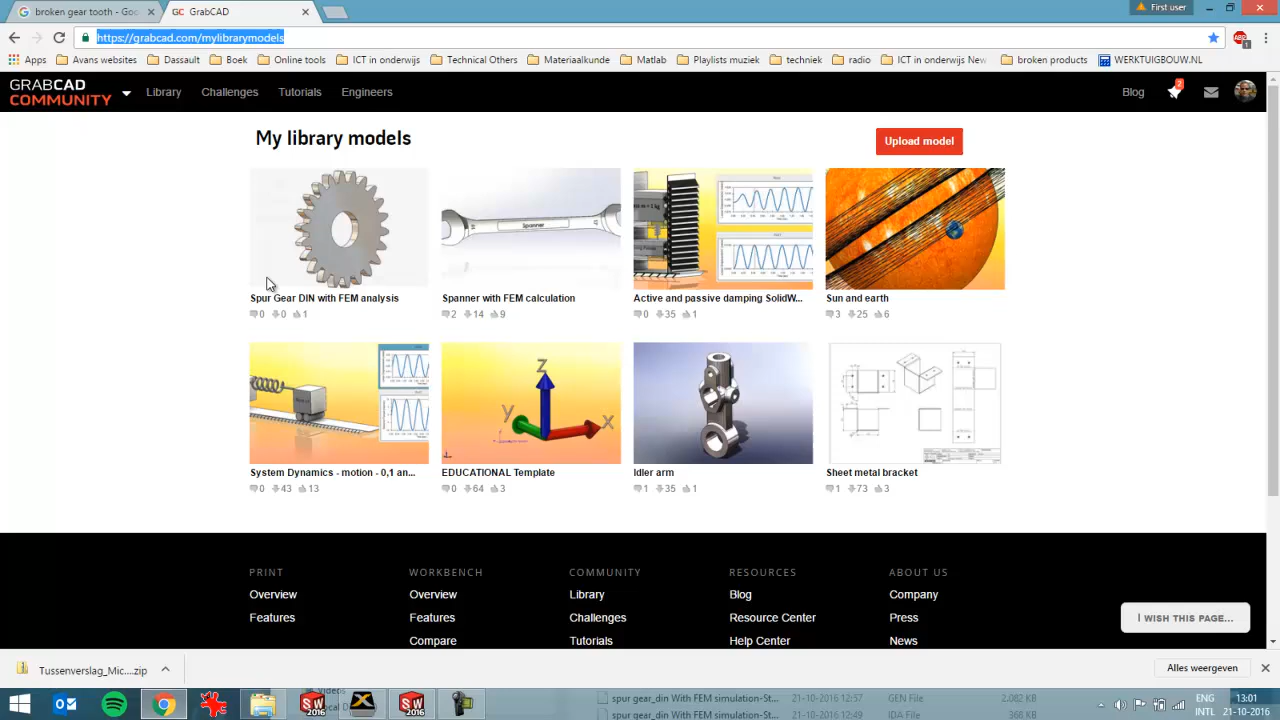 broken gear tooth - Goo
GrabCAD
First user
https://grabcad.com/mylibrarymodels
Apps
Avans websites
Dassault
Boek
Online tools
ICT in onderwijs
Technical Others
Materiaalkunde
Matlab
Playlists muziek
techniek
radio
ICT in onderwijs New
broken products
WERKTUIGBOUW.NL
GRABCAD
COMMUNITY
Library
Challenges
Tutorials
Engineers
Blog
2
My library models
Upload model
Spanner
Spur Gear DIN with FEM analysis
0 0 1
Spanner with FEM calculation
2 14 9
Active and passive damping SolidW...
0 35 1
Sun and earth
3 25 6
Z
Y
X
System Dynamics - motion - 0,1 an...
0 43 13
EDUCATIONAL Template
0 64 3
Idler arm
1 35 1
Sheet metal bracket
1 73 3
PRINT
WORKBENCH
COMMUNITY
RESOURCES
ABOUT US
Overview
Overview
Library
Blog
Company
Features
Features
Challenges
Resource Center
Press
Compare
Tutorials
Help Center
News
I WISH THIS PAGE...
Tussenverslag_Mic....zip
Alles weergeven
spur gear_din With FEM simulation-St... 21-10-2016 12:57 GEN File 2.082 KB
spur gear_din With FEM simulation-St... 21-10-2016 12:49 IDA File 368 KB
ENG
INTL
13:01
21-10-2016